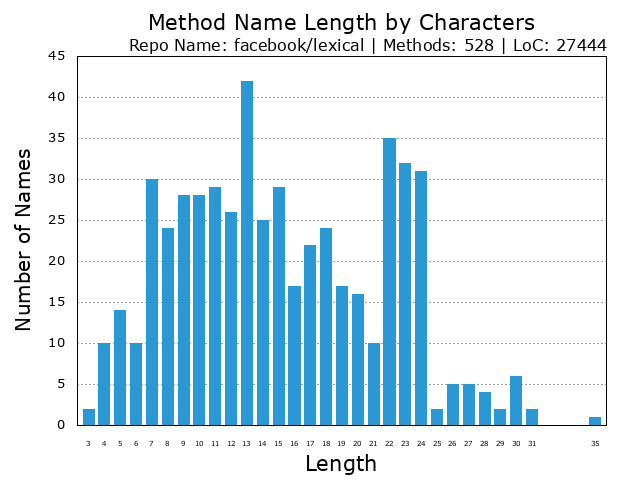 Method Name Length by Characters
Repo Name: facebook/lexical | Methods: 528 | LoC: 27444
45
40
35
30
25
20
15
10
5
0
Number of Names
3 4 5 6 7 8 9 10 11 12 13 14 15 16 17 18 19 20 21 22 23 24 25 26 27 28 29 30 31 35
Length